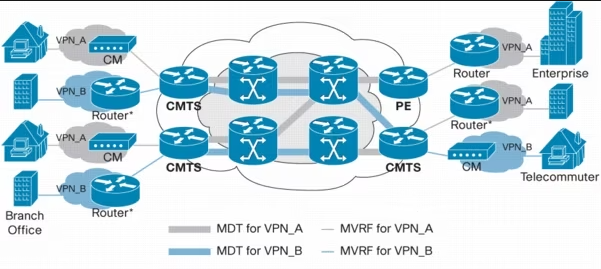 VPN_A
CM
VPN_B
Router*
CMTS
VPN_A
CM
CMTS
VPN_B
Router*
Branch
Office
PE
Router
VPN_A
Enterprise
Router*
VPN_A
CMTS
CM
VPN_B
Telecommuter
MDT for VPN_A
MVRF for VPN_A
MDT for VPN_B
MVRF for VPN_B